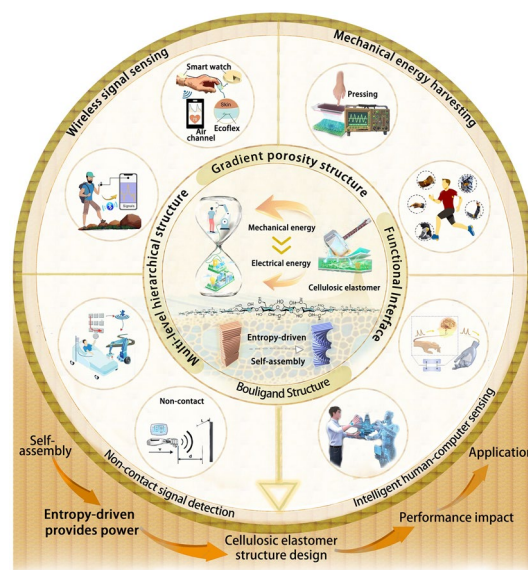 Wireless signal sensing
Mechanical energy harvesting
Smart watch
Skin
Air
channel
Ecoflex
Pressing
Gradient porosity structure
Multi-level hierarchical structure
Functional Interface
Mechanical energy
Electrical energy
Cellulosic elastomer
Entropy-driven
Self-assembly
Bouligand Structure
Non-contact
Non-contact signal detection
Intelligent human-computer sensing
Self-
assembly
Entropy-driven
provides power
Cellulosic elastomer
structure design
Performance impact
Application